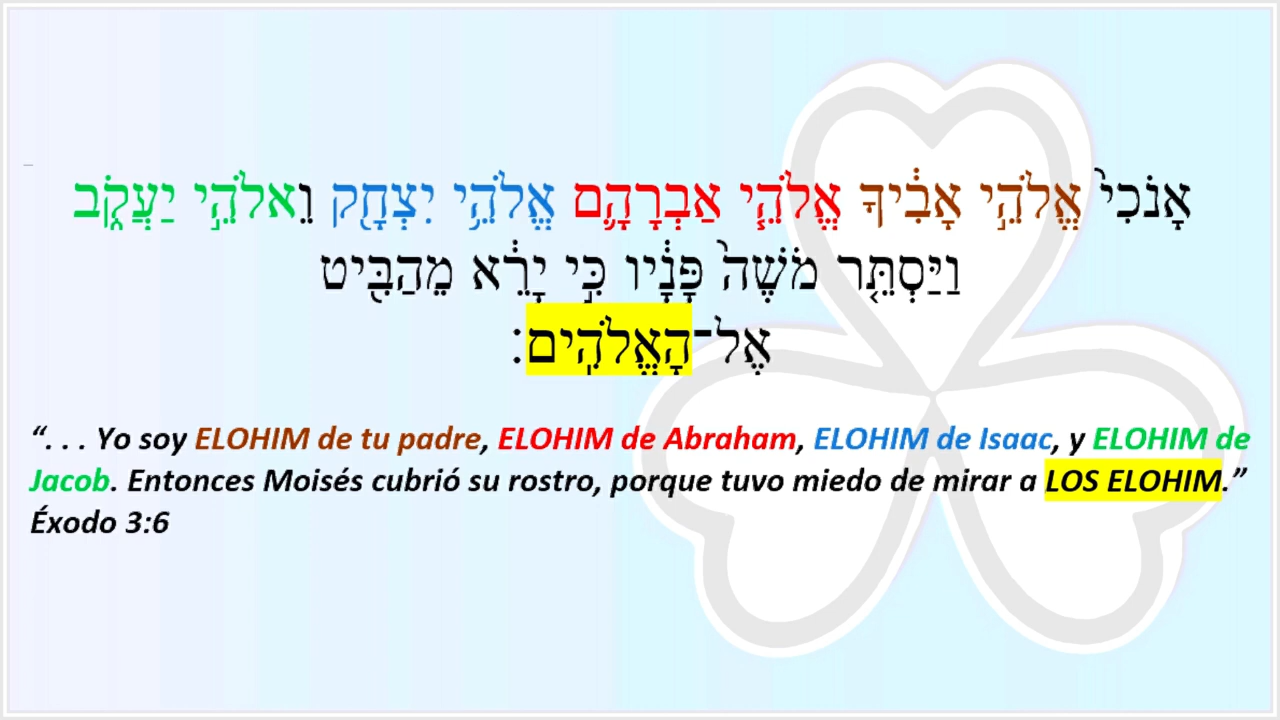 אָנֹכִי֙ אֱלֹהֵ֣י אָבִ֔יךָ אֱלֹהֵ֧י אַבְרָהָ֛ם אֱלֹהֵ֥י יִצְחָ֖ק וֵאלֹהֵ֣י יַעֲקֹ֑ב
וַיַּסְתֵּ֤ר מֹשֶׁה֙ פָּנָ֔יו כִּ֣י יָרֵ֔א מֵהַבִּ֖יט
אֶל־הָאֱלֹהִֽים׃
“. . . Yo soy ELOHIM de tu padre, ELOHIM de Abraham, ELOHIM de Isaac, y ELOHIM de
Jacob. Entonces Moisés cubrió su rostro, porque tuvo miedo de mirar a LOS ELOHIM.”
Éxodo 3:6